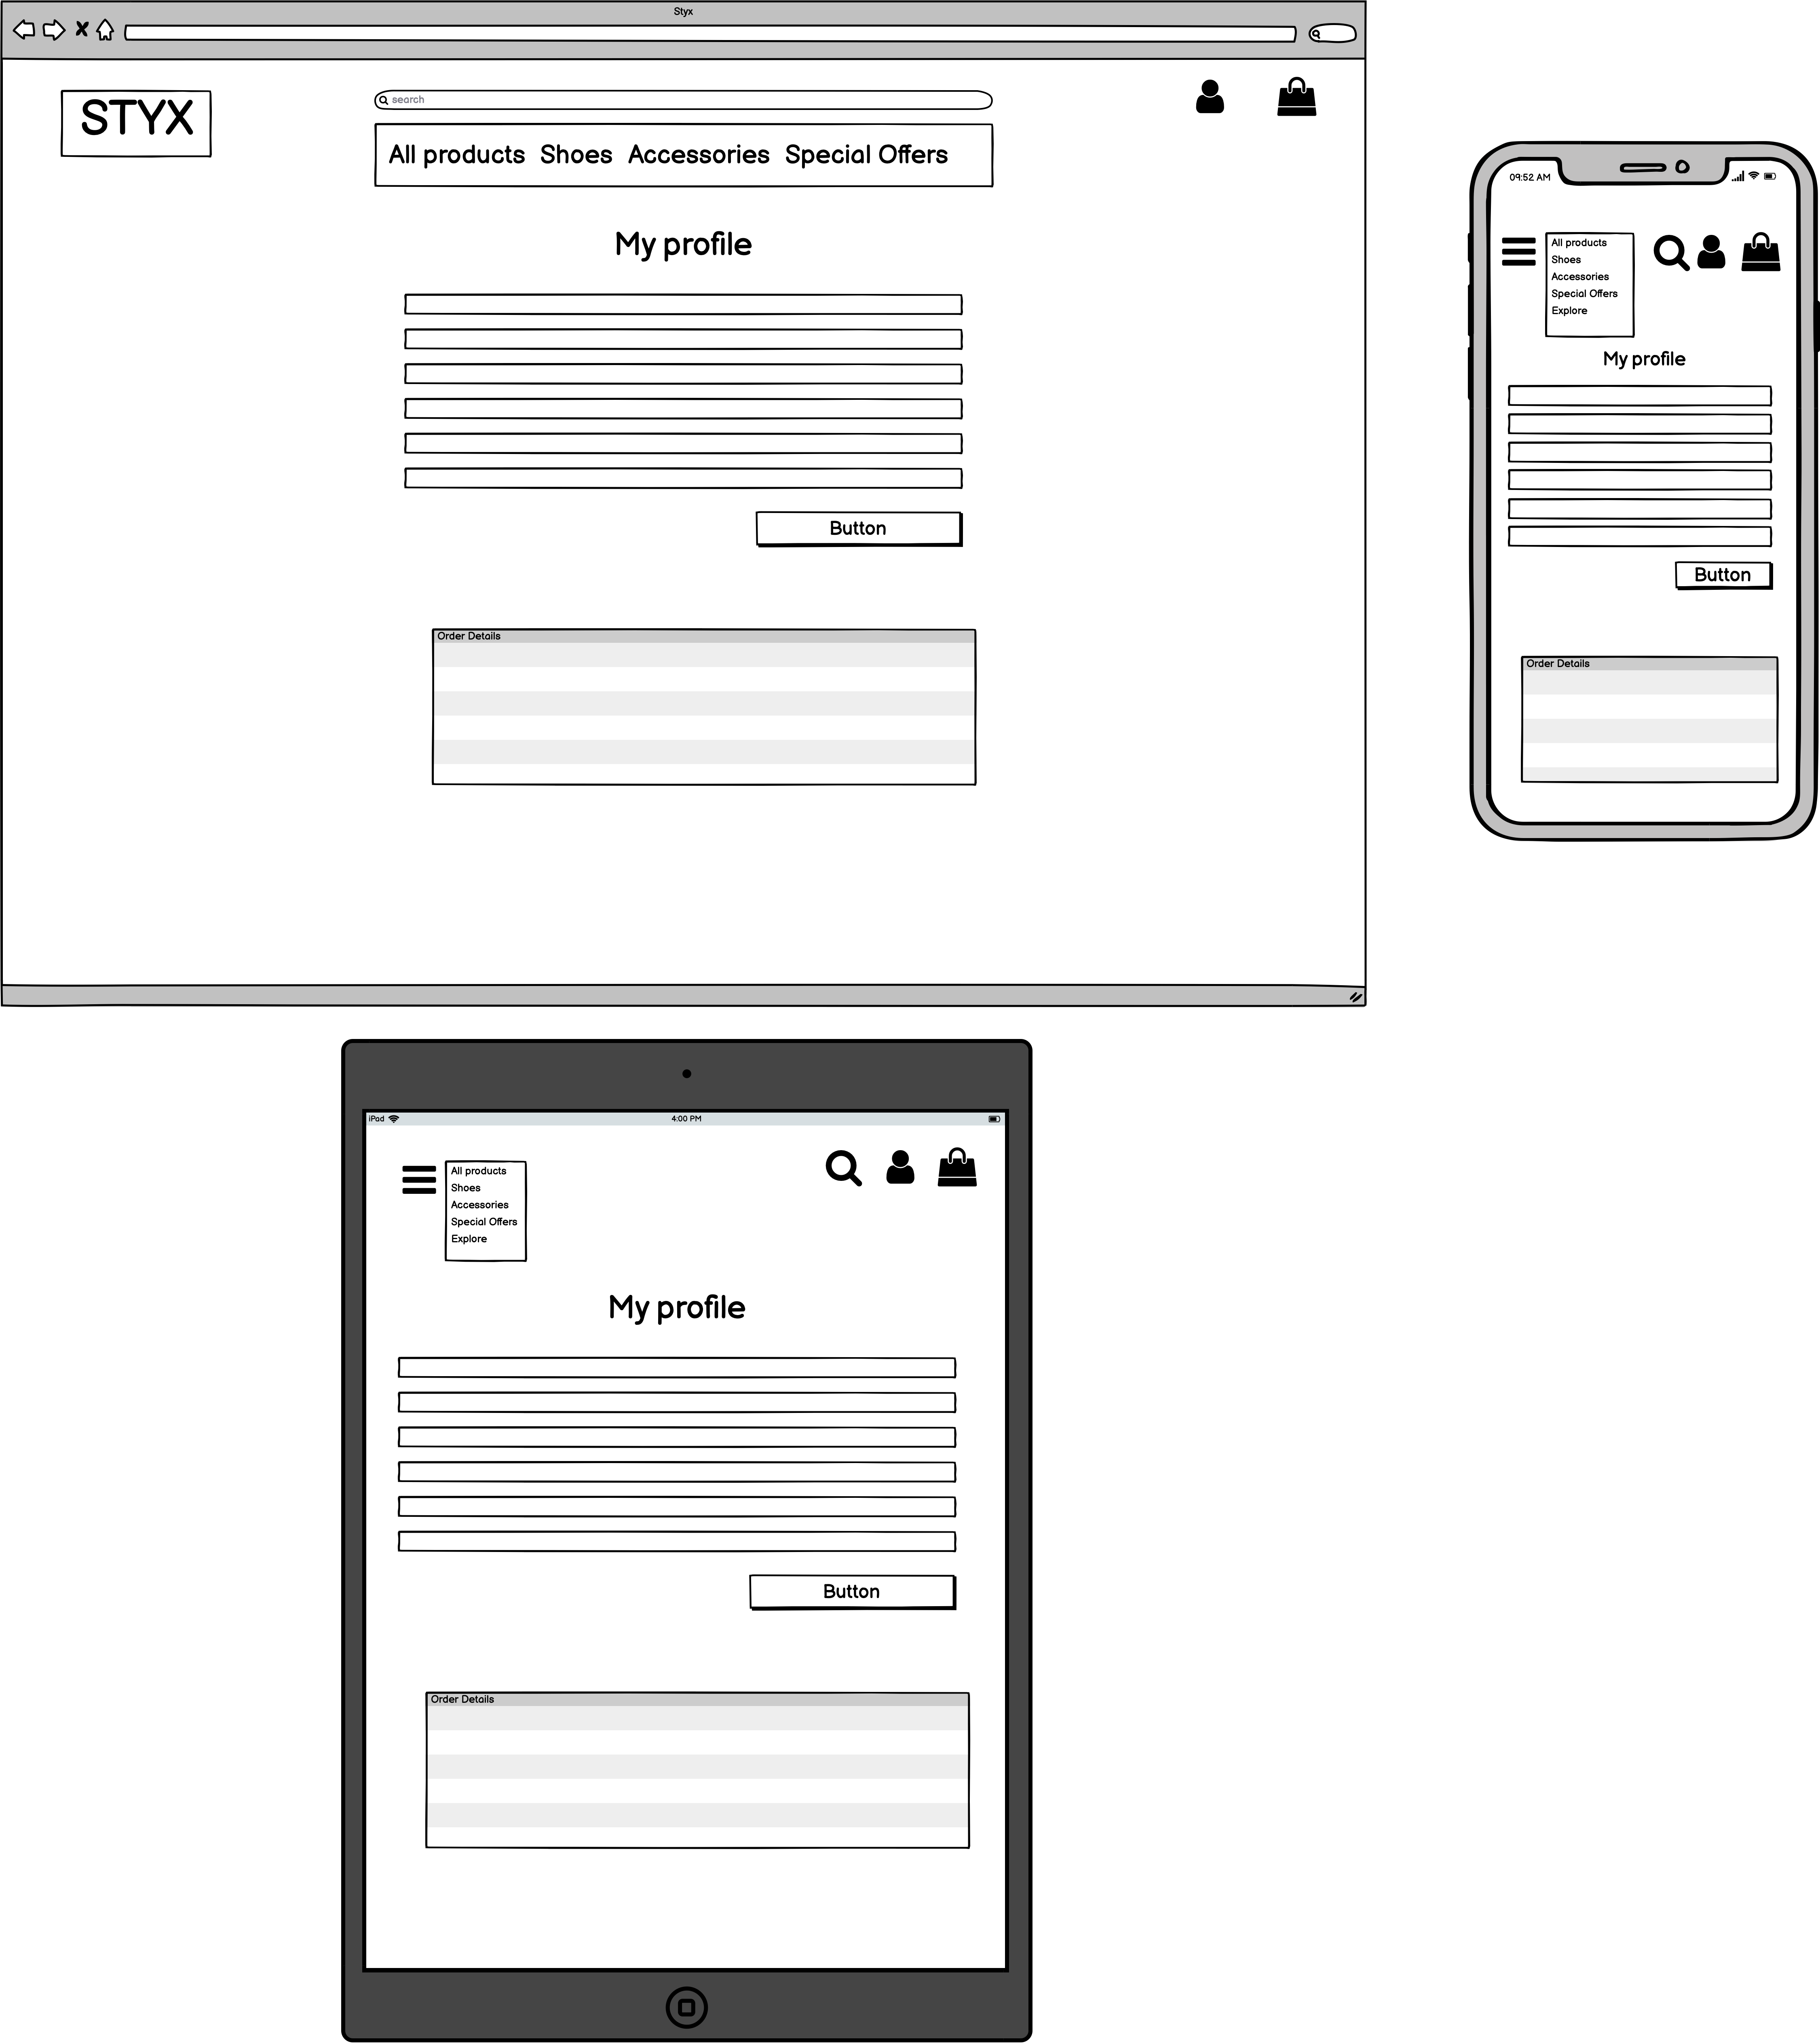 Styx
STYX
search
All products Shoes Accessories Special Offers
My profile
Button
Order Details
09:52 AM
All products
Shoes
Accessories
Special Offers
Explore
My profile
Button
Order Details
iPad 4:00 PM
All products
Shoes
Accessories
Special Offers
Explore
My profile
Button
Order Details